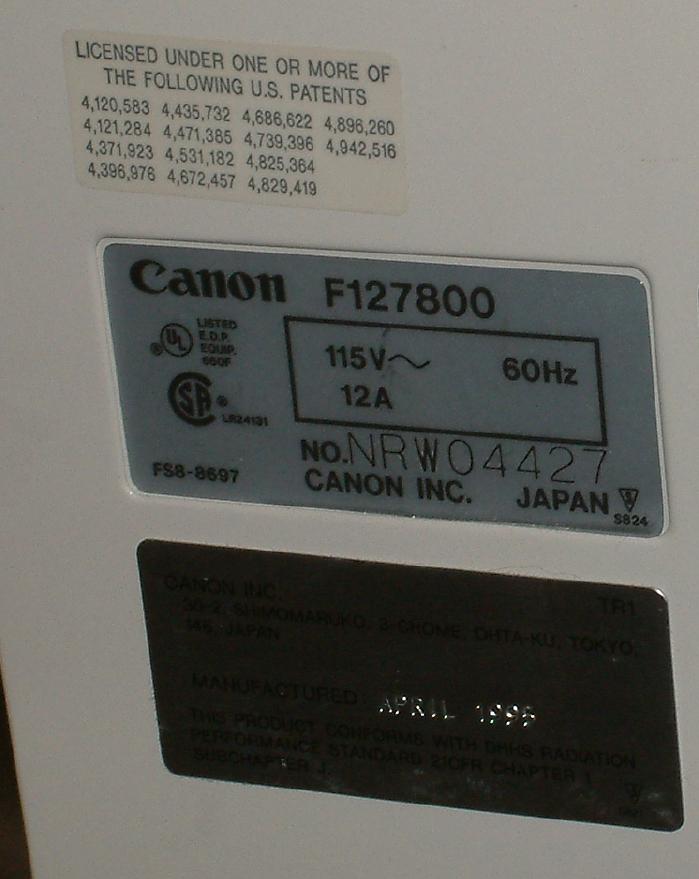 LICENSED UNDER ONE OR MORE OF
THE FOLLOWING U.S. PATENTS
4,120,583 4,435,732 4,686,622 4,896,260
4,121,284 4,471,385 4,739,396 4,942,516
4,371,923 4,531,182 4,825,364
4,396,976 4,672,457 4,829,419
Canon F127800
UL LISTED
E.D.P.
EQUIP.
660F
115V~ 60Hz
12A
SA LR24131
NO. NRW04427
FS8-8697 CANON INC. JAPAN
S824
CANON INC. TR1
30-2, SHIMOMARUKO, 3-CHOME, OHTA-KU, TOKYO,
146, JAPAN
MANUFACTURED: APRIL 1995
THIS PRODUCT CONFORMS WITH DHHS RADIATION
PERFORMANCE STANDARD 21CFR CHAPTER 1
SUBCHAPTER J.